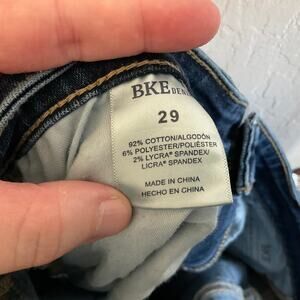 BKE DENIM
29
92% COTTON/ALGODÓN
6% POLYESTER/POLIÉSTER
2% LYCRA® SPANDEX/
LICRA® SPANDEX
MADE IN CHINA
HECHO EN CHINA